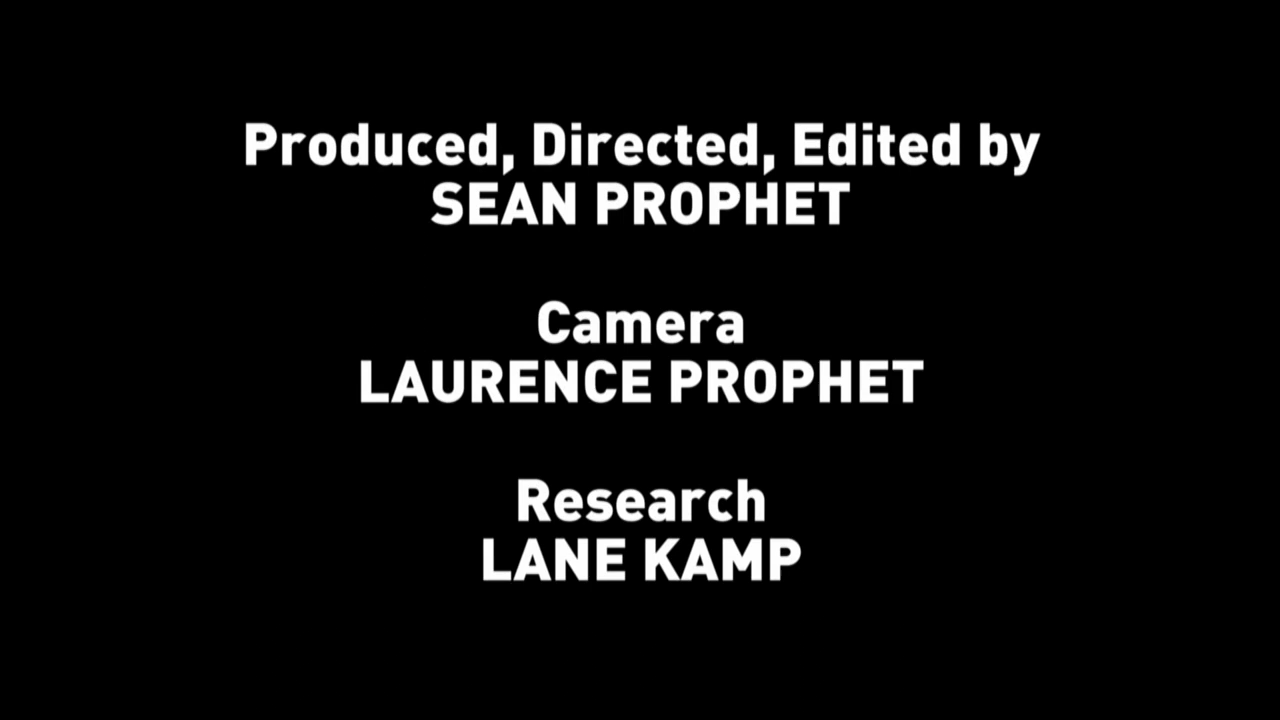 Produced, Directed, Edited by
SEAN PROPHET
Camera
LAURENCE PROPHET
Research
LANE KAMP